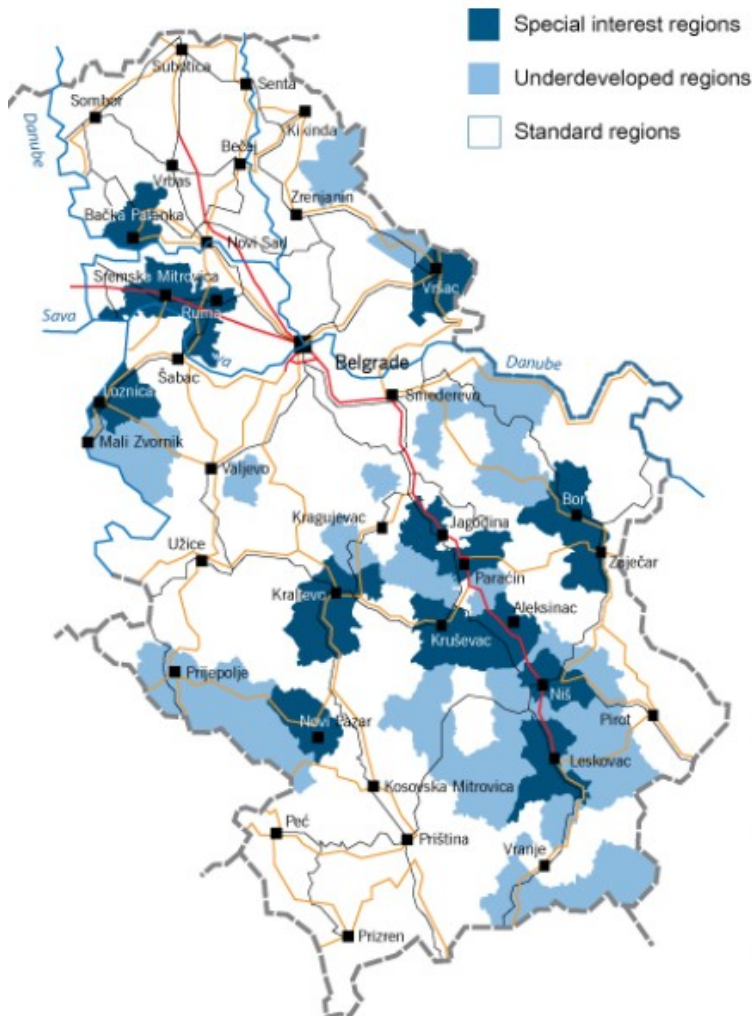 Special interest regions
Underdeveloped regions
Standard regions
Subotica
Senta
Sombor
Kikinda
Danube
Bečej
Vrbas
Zrenjanin
Bačka Palanka
Novi Sad
Sremska Mitrovica
Vršac
Ruma
Sava
Belgrade
Danube
Šabac
Smederevo
Loznica
Mali Zvornik
Valjevo
Bor
Kragujevac
Jagodina
Užice
Zaječar
Paraćin
Kraljevo
Aleksinac
Kruševac
Prijepolje
Niš
Novi Pazar
Pirot
Leskovac
Kosovska Mitrovica
Peć
Priština
Vranje
Prizren